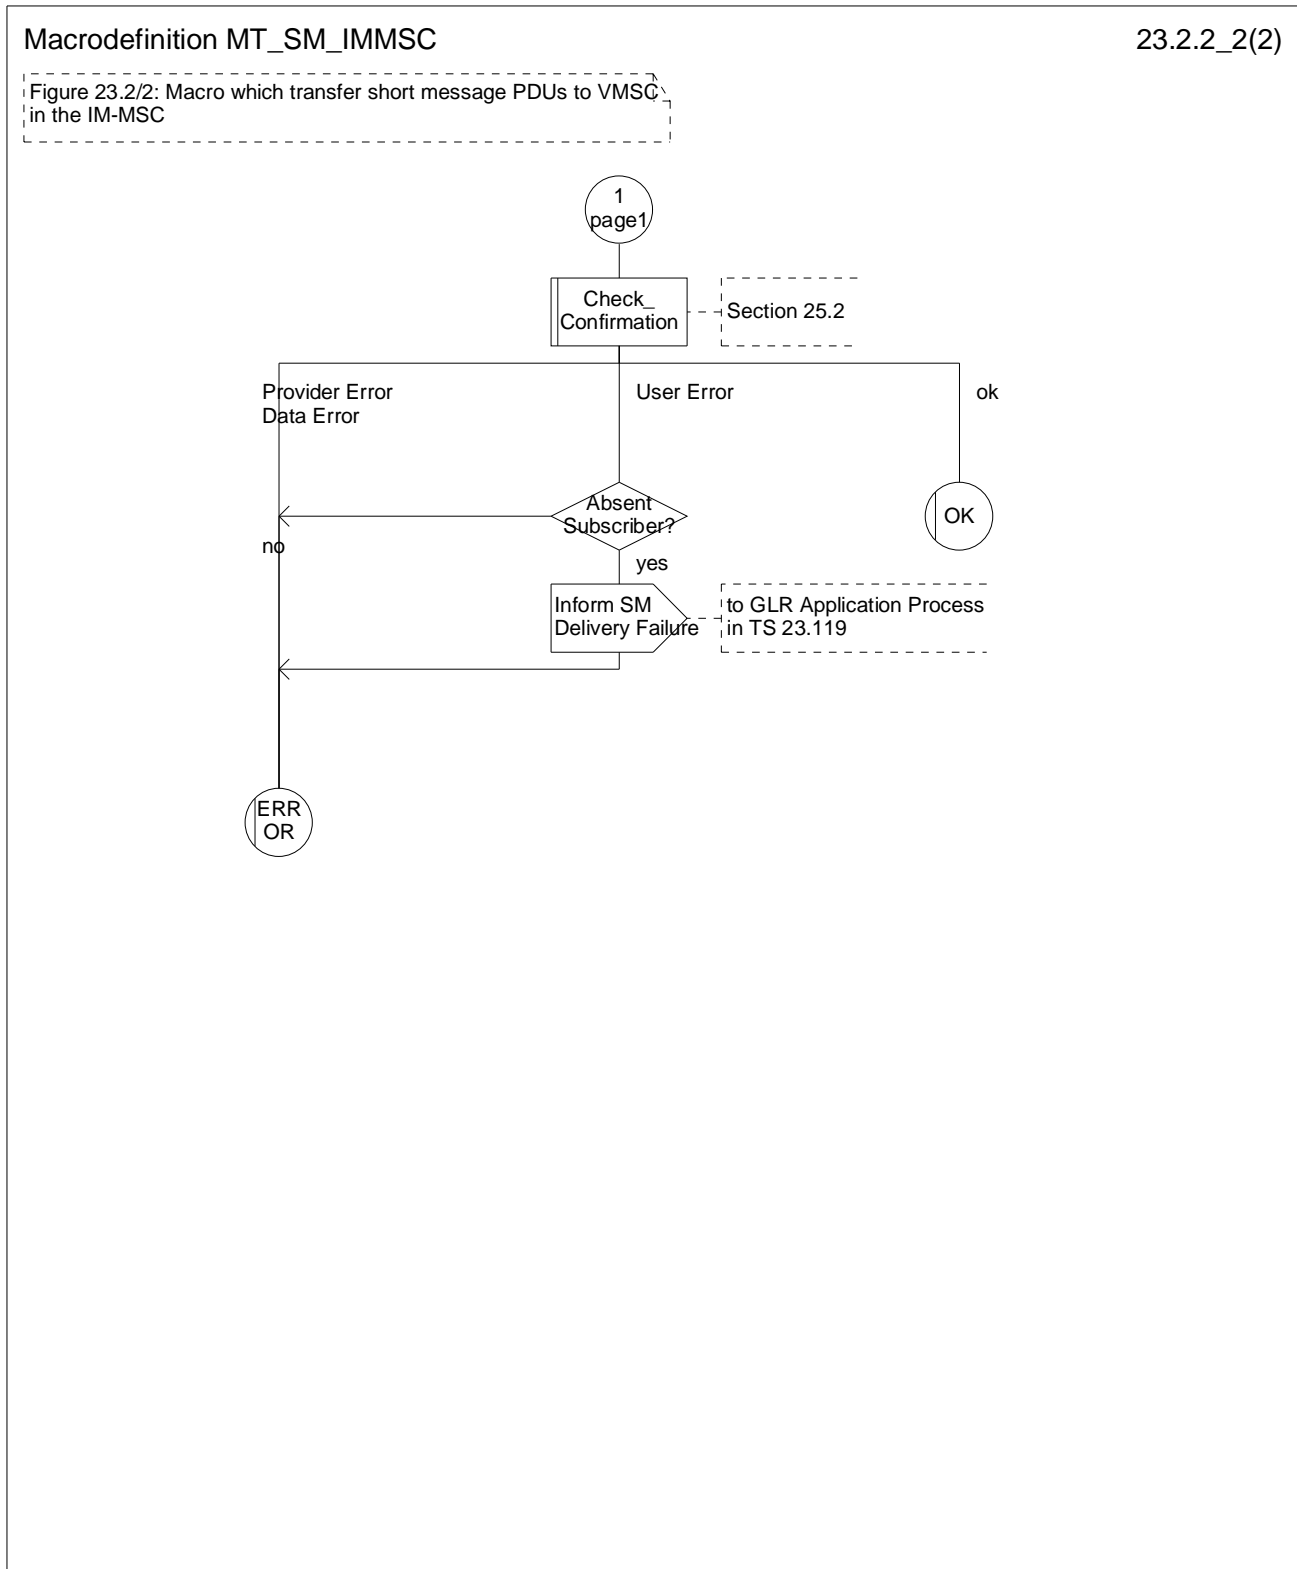 Macrodefinition MT_SM_IMMSC
23.2.2_2(2)
Figure 23.2/2: Macro which transfer short message PDUs to VMSC
in the IM-MSC
1
page1
Check_
Confirmation
Section 25.2
Provider Error
Data Error
User Error
ok
Absent
Subscriber?
OK
no
yes
Inform SM
Delivery Failure
to GLR Application Process
in TS 23.119
ERR
OR